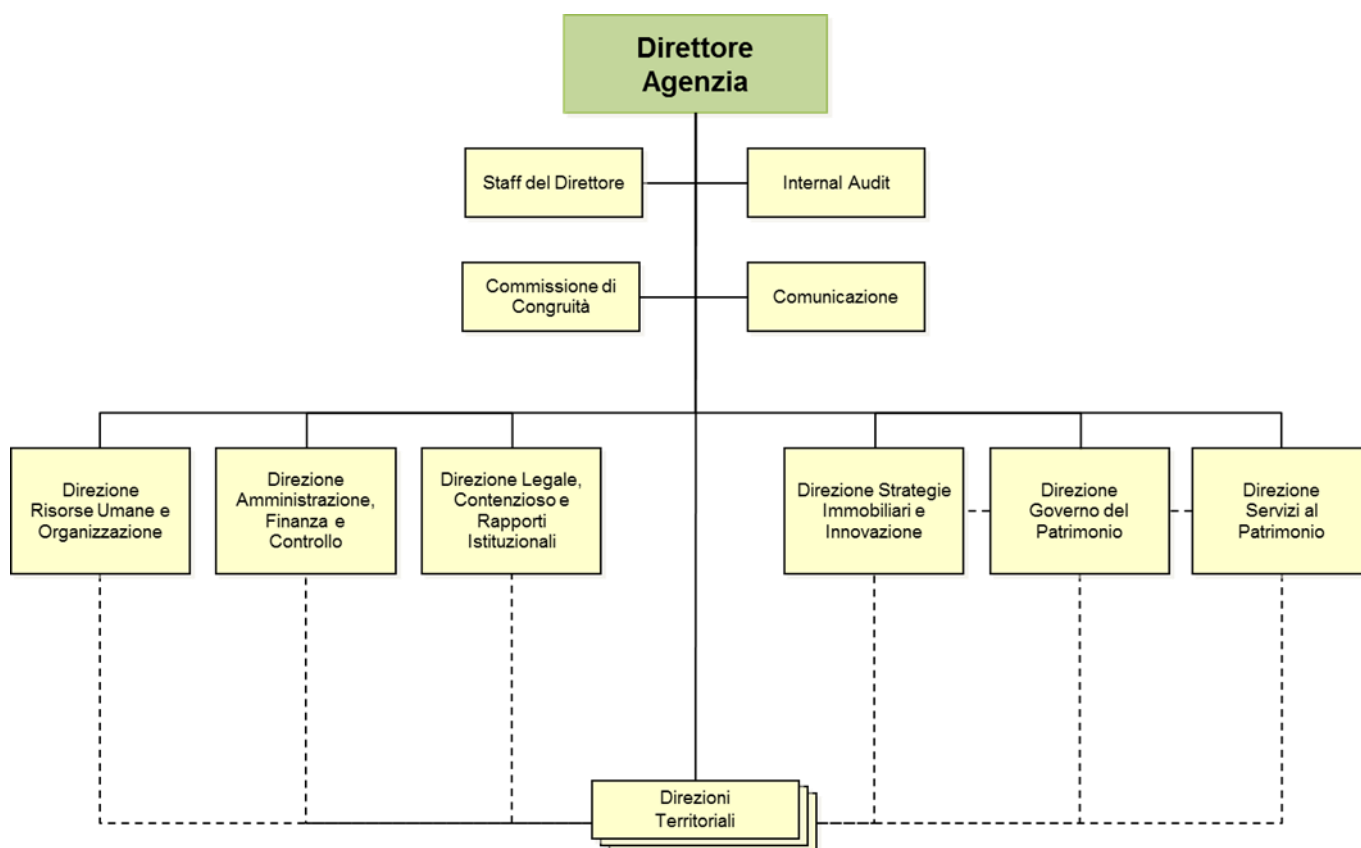 Direttore
Agenzia
Staff del Direttore
Internal Audit
Commissione di
Congruità
Comunicazione
Direzione
Risorse Umane e
Organizzazione
Direzione
Amministrazione,
Finanza e
Controllo
Direzione Legale,
Contenzioso e
Rapporti
Istituzionali
Direzione Strategie
Immobiliari e
Innovazione
Direzione
Governo del
Patrimonio
Direzione
Servizi al
Patrimonio
Direzioni
Territoriali